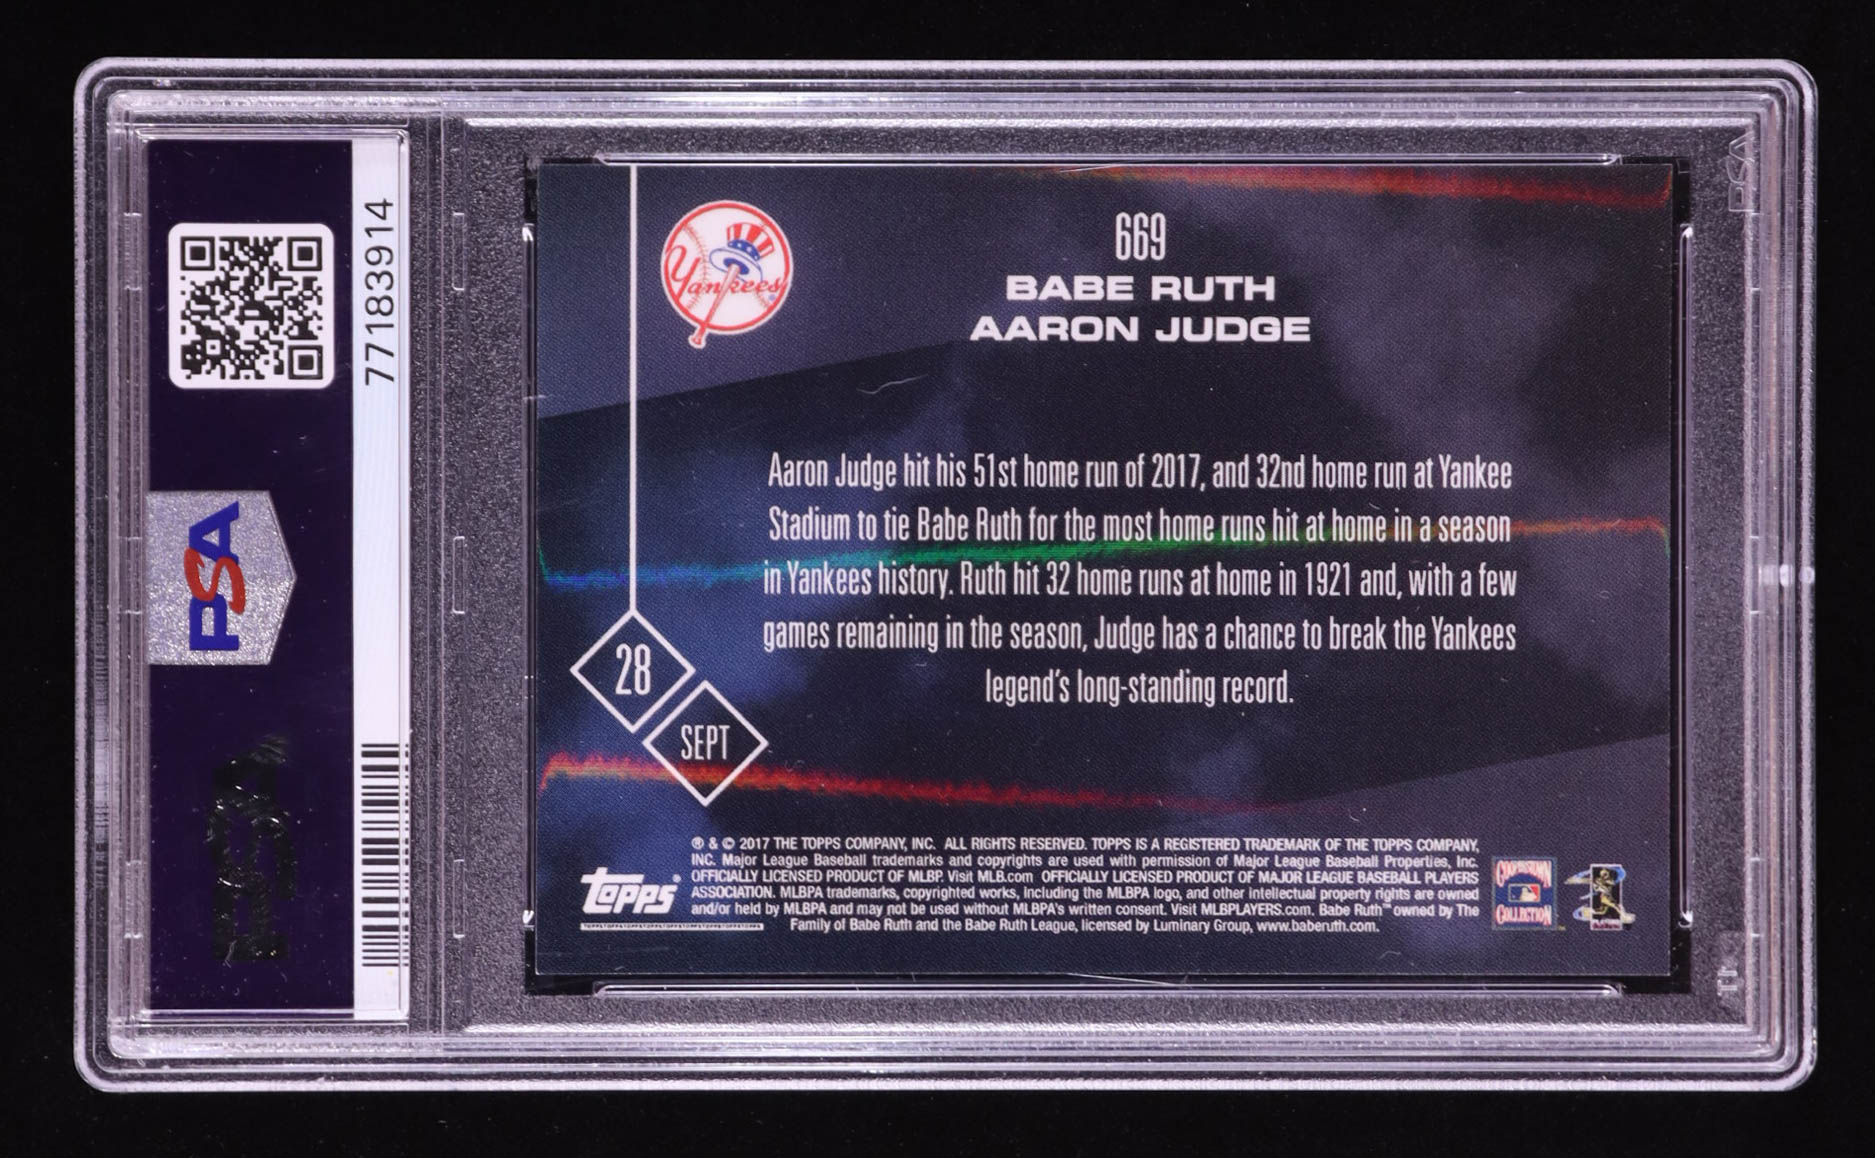 77183914
PSA
PSA
Yankees
669
BABE RUTH
AARON JUDGE
Aaron Judge hit his 51st home run of 2017, and 32nd home run at Yankee
Stadium to tie Babe Ruth for the most home runs hit at home in a season
in Yankees history. Ruth hit 32 home runs at home in 1921 and, with a few
games remaining in the season, Judge has a chance to break the Yankees
legend's long-standing record.
28
SEPT
® & © 2017 THE TOPPS COMPANY, INC. ALL RIGHTS RESERVED. TOPPS IS A REGISTERED TRADEMARK OF THE TOPPS COMPANY,
INC. Major League Baseball trademarks and copyrights are used with permission of Major League Baseball Properties, Inc.
OFFICIALLY LICENSED PRODUCT OF MLBP. Visit MLB.com OFFICIALLY LICENSED PRODUCT OF MAJOR LEAGUE BASEBALL PLAYERS
ASSOCIATION. MLBPA trademarks, copyrighted works, including the MLBPA logo, and other intellectual property rights are owned
and/or held by MLBPA and may not be used without MLBPA's written consent. Visit MLBPLAYERS.com. Babe Ruth™ owned by The
Family of Babe Ruth and the Babe Ruth League, licensed by Luminary Group, www.baberuth.com.
Topps®
COOPERSTOWN
COLLECTION
PLAYERS
PSA